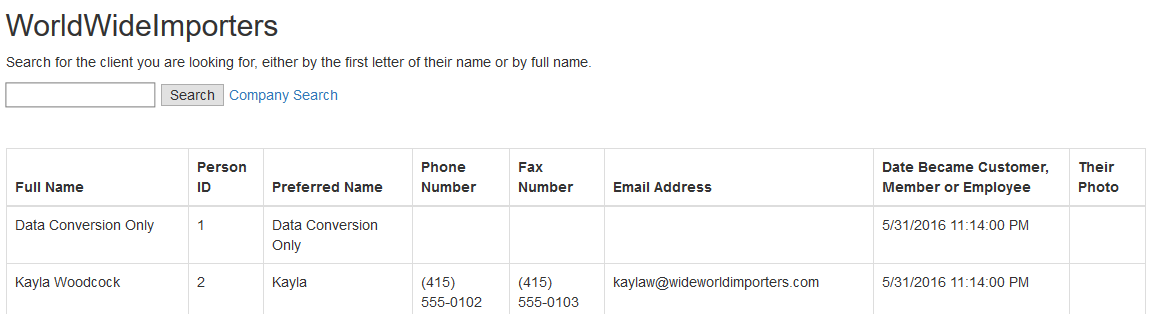 WorldWideImporters
Search for the client you are looking for, either by the first letter of their name or by full name.
Search Company Search
Full Name Person ID Preferred Name Phone Number Fax Number Email Address Date Became Customer, Member or Employee Their Photo
Data Conversion Only 1 Data Conversion Only 5/31/2016 11:14:00 PM
Kayla Woodcock 2 Kayla (415) 555-0102 (415) 555-0103 kaylaw@wideworldimporters.com 5/31/2016 11:14:00 PM